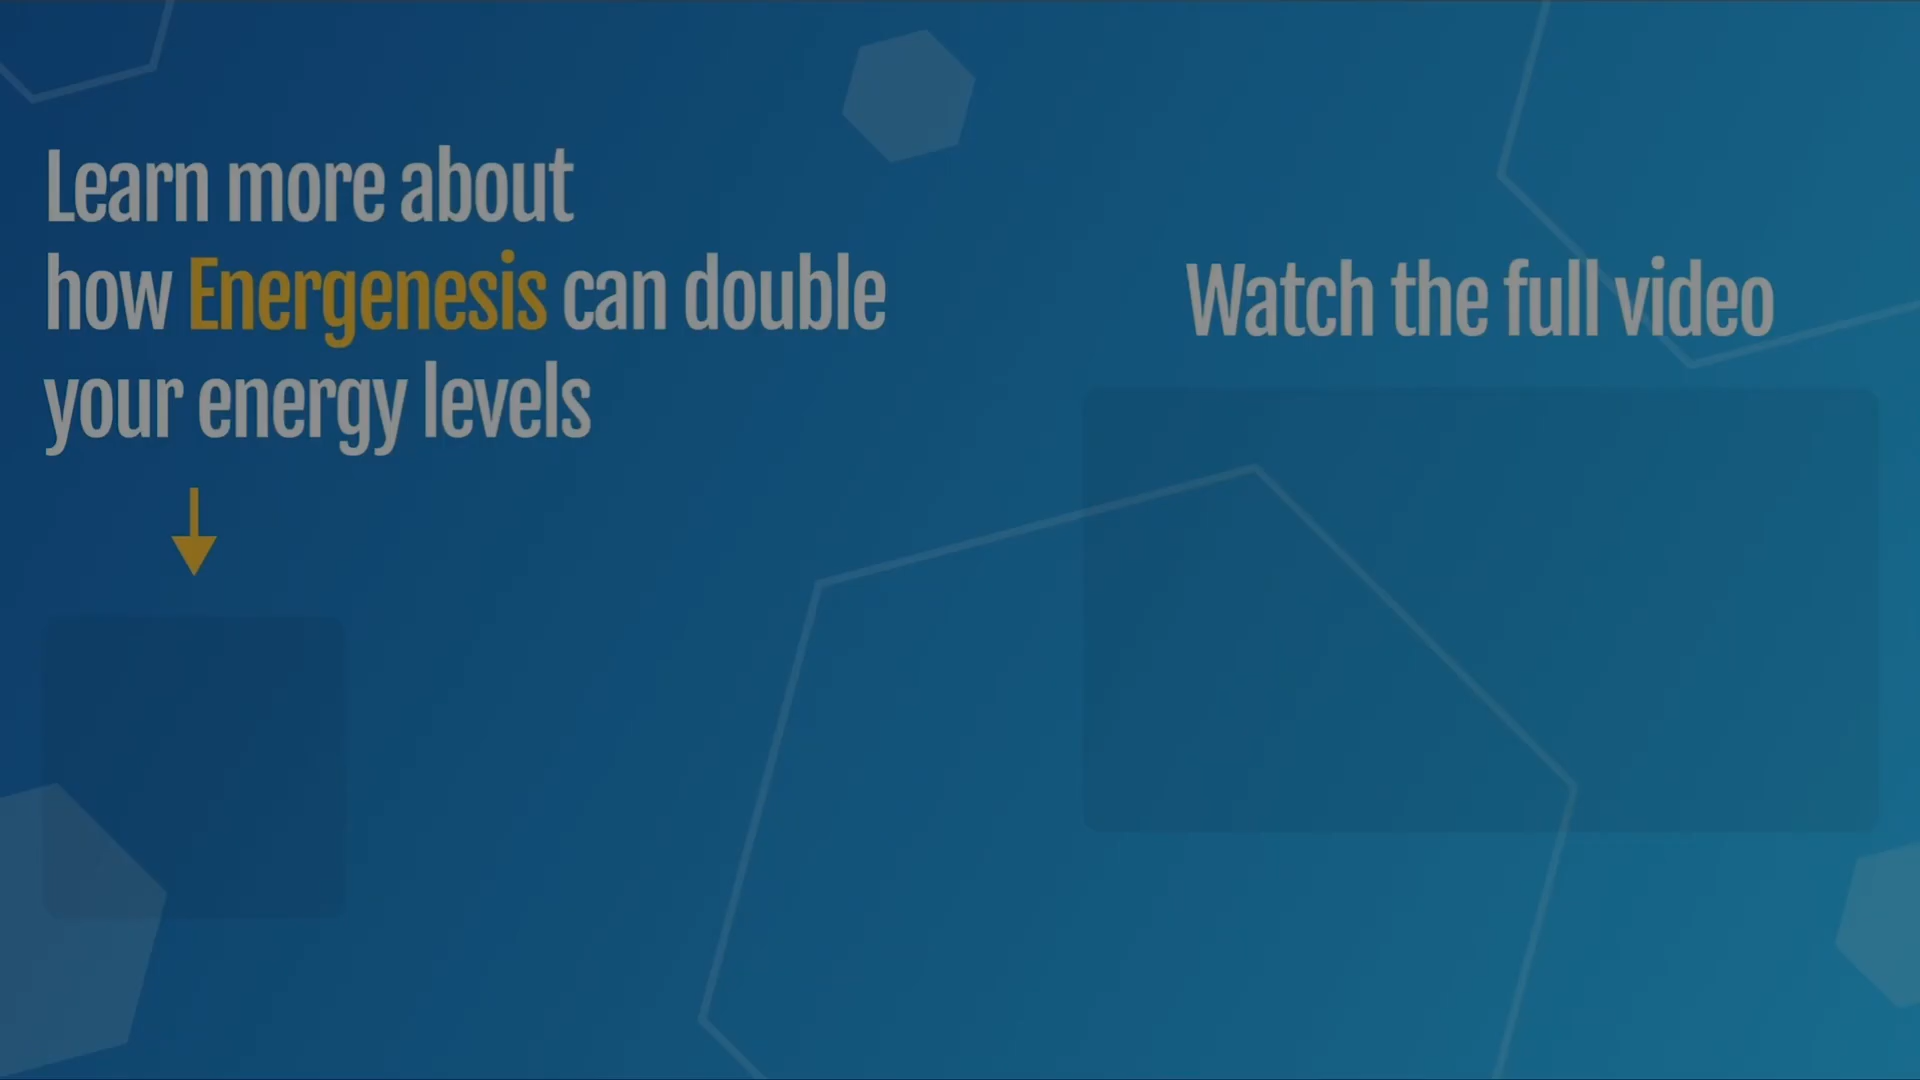 Learn more about
how Energenesis can double
your energy levels
Watch the full video